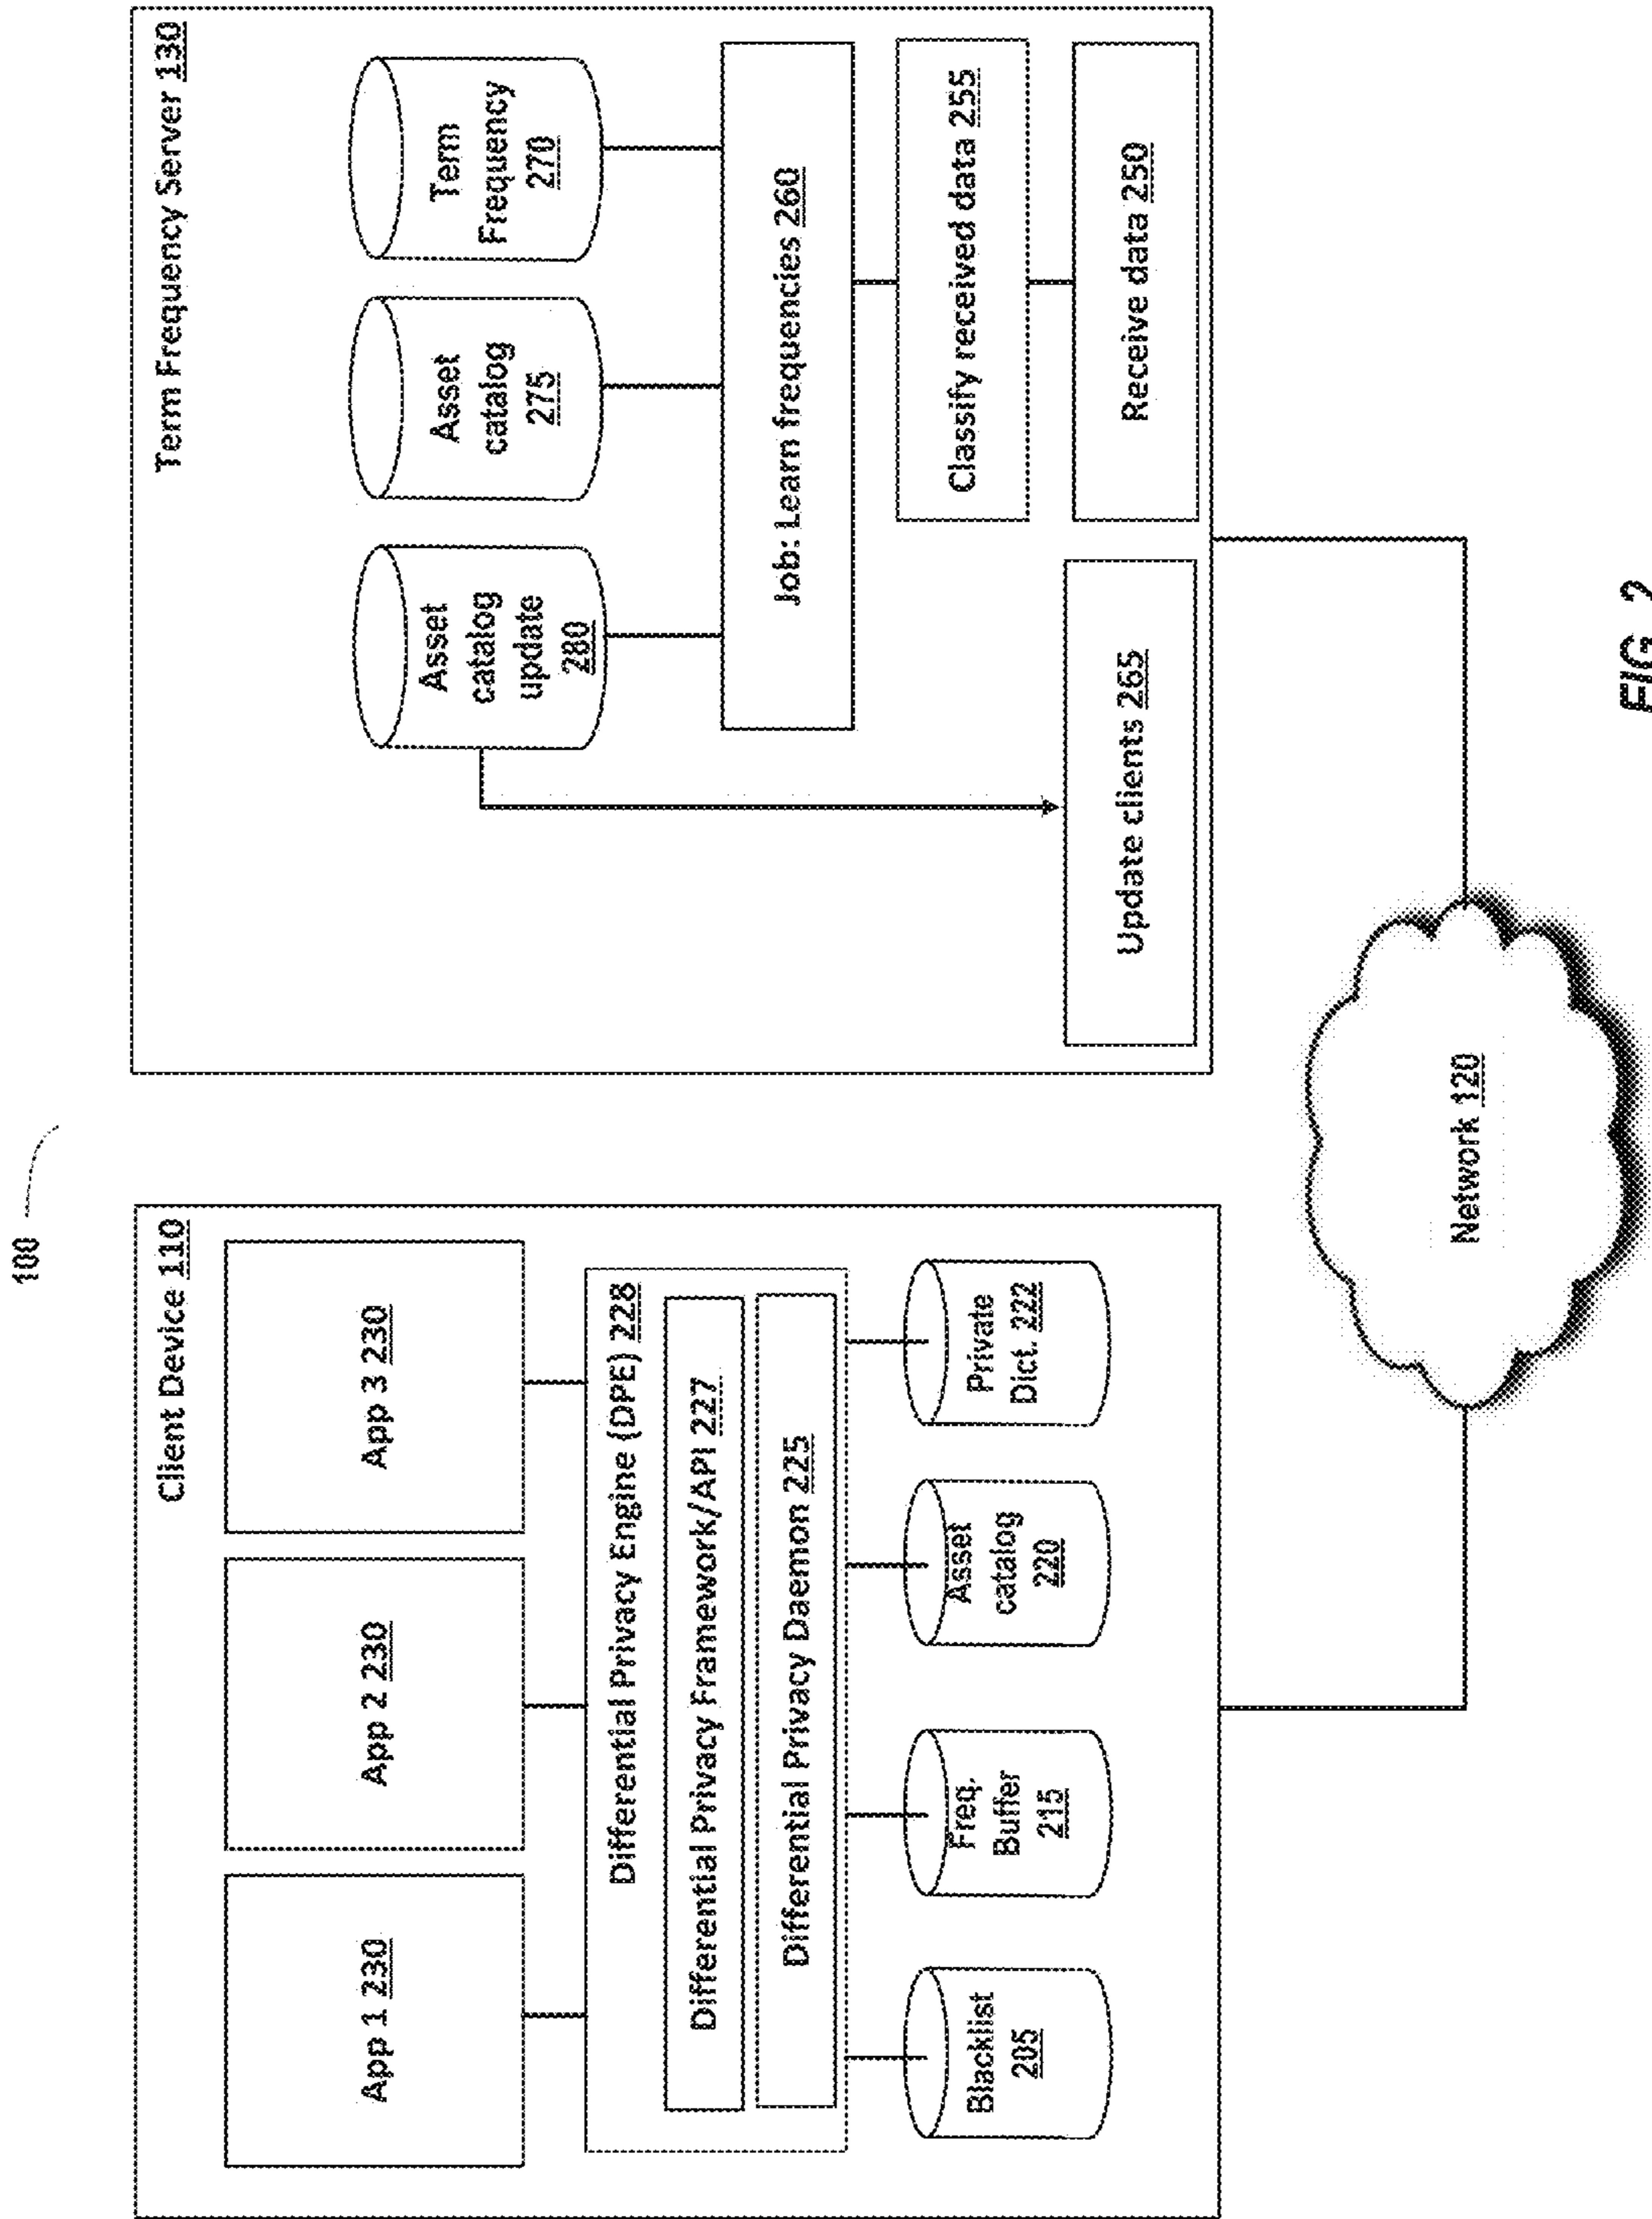 100
Client Device 110
App 1 230
App 2 230
App 3 230
Differential Privacy Engine (DPE) 228
Differential Privacy Framework/API 227
Differential Privacy Daemon 225
Blacklist
205
Freq.
Buffer
215
Asset
catalog
220
Private
Dict. 222
Term Frequency Server 130
Asset
catalog
update
280
Asset
catalog
275
Term
Frequency
270
Job: Learn frequencies 260
Classify received data 255
Update clients 265
Receive data 250
Network 120
FIG. 2